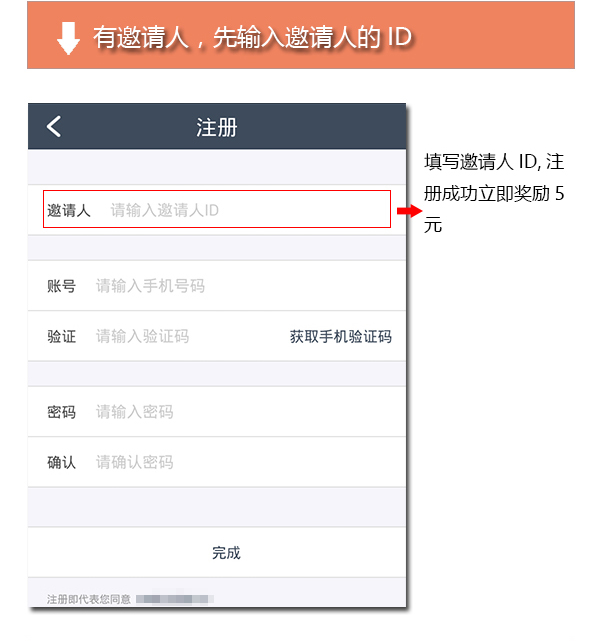 有邀请人，先输入邀请人的 ID
注册
邀请人 请输入邀请人ID
填写邀请人 ID, 注
册成功立即奖励 5
元
账号 请输入手机号码
验证 请输入验证码 获取手机验证码
密码 请输入密码
确认 请确认密码
完成
注册即代表您同意